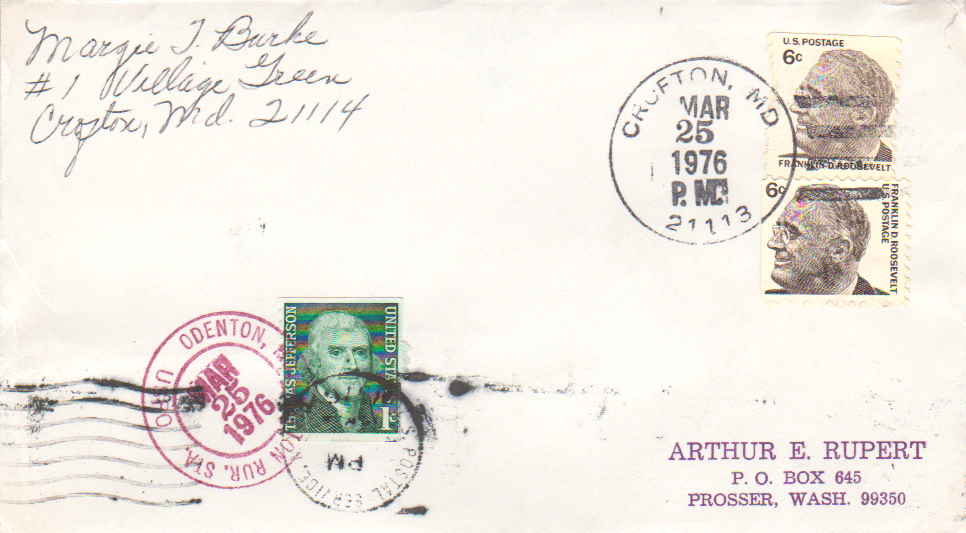 Margie T. Burke
#1 Village Green
Crofton, Md. 21114
CROFTON, MD
MAR
25
1976
P. M.
21113
U.S. POSTAGE
6c
FRANKLIN D. ROOSEVELT
6c
FRANKLIN D ROOSEVELT
U.S. POSTAGE
ODENTON,
MAR
25
1976
RUR. STA.
JEFFERSON
UNITED
1c
POSTAL SERVICE
PM
ARTHUR E. RUPERT
P. O. BOX 645
PROSSER, WASH. 99350